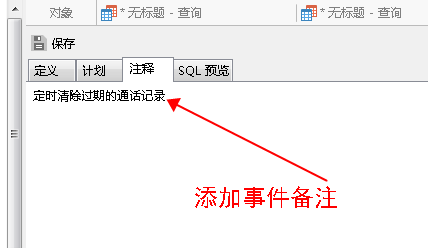 对象 * 无标题 - 查询 * 无标题 - 查询
保存
定义 计划 注释 SQL 预览
定时清除过期的通话记录
添加事件备注